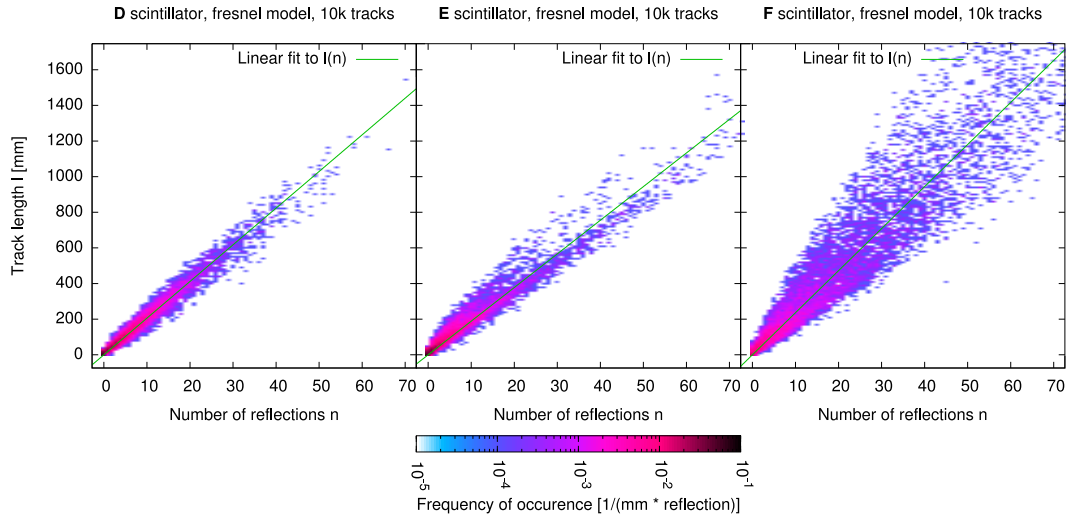 D scintillator, fresnel model, 10k tracks
E scintillator, fresnel model, 10k tracks
F scintillator, fresnel model, 10k tracks
Linear fit to l(n)
Linear fit to l(n)
Linear fit to l(n)
Track length l [mm]
1600
1400
1200
1000
800
600
400
200
0
0 10 20 30 40 50 60 70
0 10 20 30 40 50 60 70
0 10 20 30 40 50 60 70
Number of reflections n
Number of reflections n
Number of reflections n
10^-5 10^-4 10^-3 10^-2 10^-1
Frequency of occurence [1/(mm * reflection)]